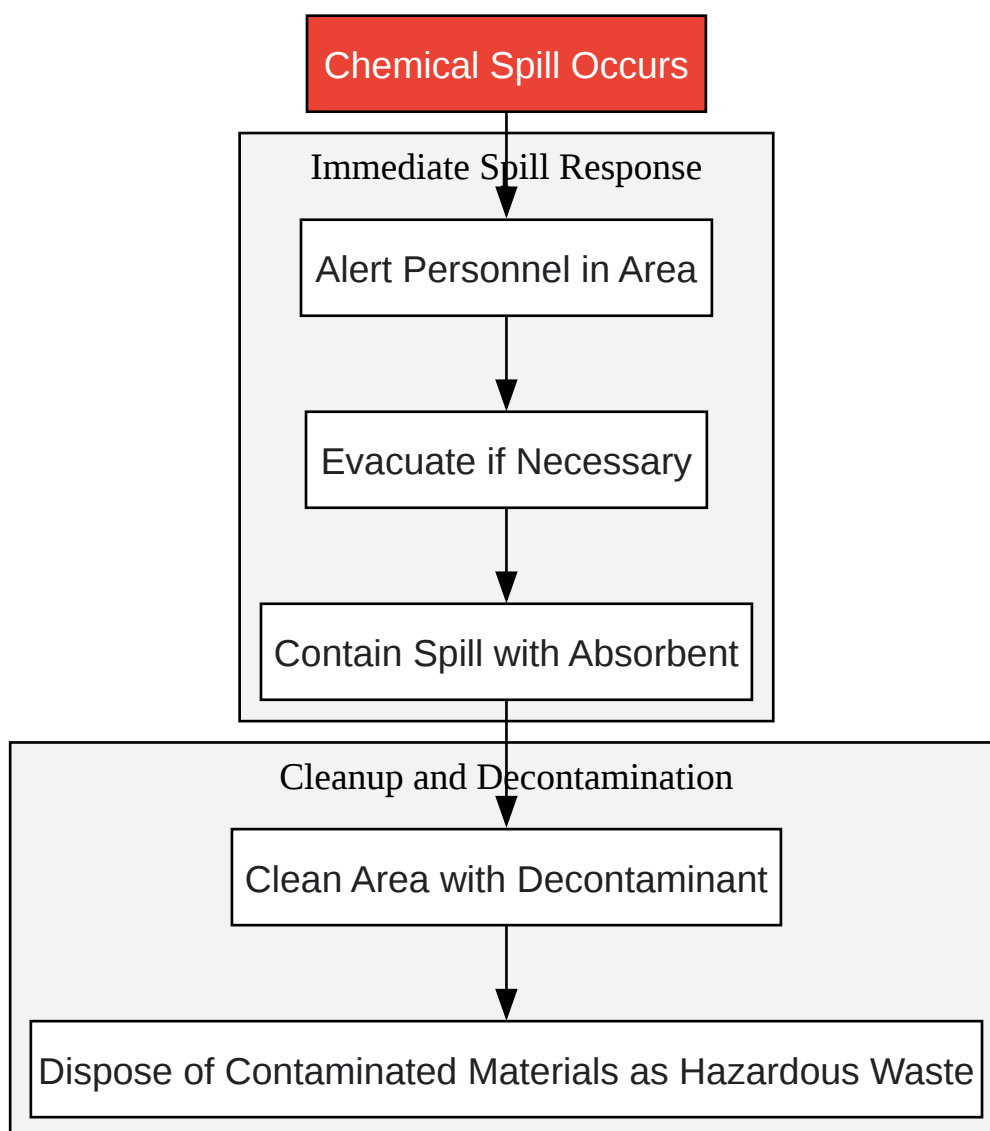 Chemical Spill Occurs
Immediate Spill Response
Alert Personnel in Area
Evacuate if Necessary
Contain Spill with Absorbent
Cleanup and Decontamination
Clean Area with Decontaminant
Dispose of Contaminated Materials as Hazardous Waste